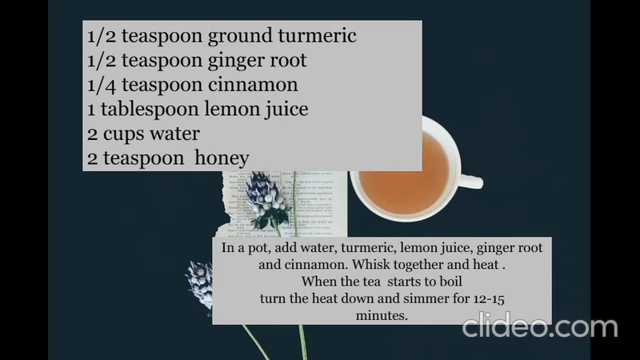 1/2 teaspoon ground turmeric
1/2 teaspoon ginger root
1/4 teaspoon cinnamon
1 tablespoon lemon juice
2 cups water
2 teaspoon honey
In a pot, add water, turmeric, lemon juice, ginger root
and cinnamon. Whisk together and heat .
When the tea starts to boil
turn the heat down and simmer for 12-15
minutes.
clideo.com